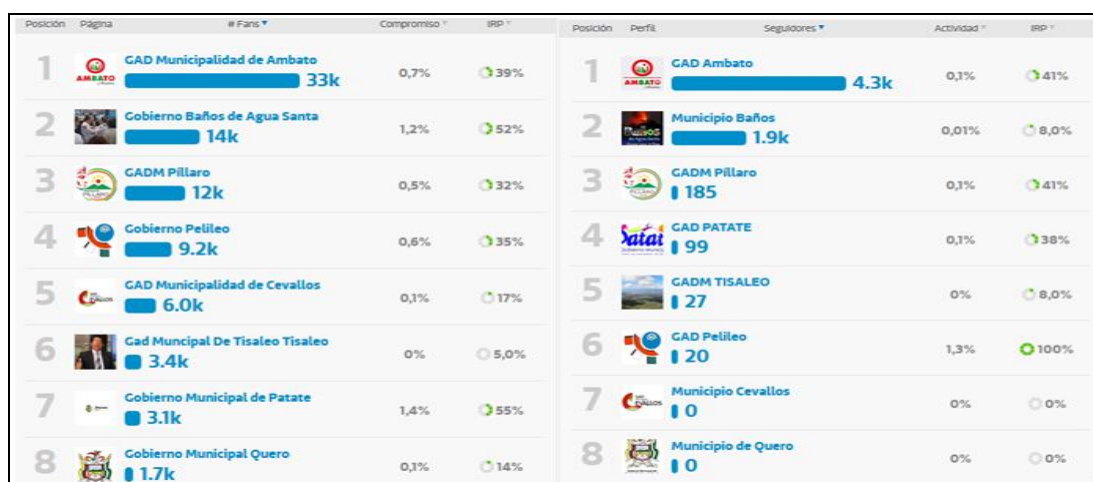 Posición Página # Fans Compromiso IRP
1 AMBATO GAD Municipalidad de Ambato 33k 0,7% 39%
2 Gobierno Baños de Agua Santa 14k 1,2% 52%
3 GADM Píllaro 12k 0,5% 32%
4 Gobierno Pelileo 9.2k 0,6% 35%
5 GAD Municipalidad de Cevallos 6.0k 0,1% 17%
6 Gad Muncipal De Tisaleo Tisaleo 3.4k 0% 5,0%
7 Gobierno Municipal de Patate 3.1k 1,4% 55%
8 Gobierno Municipal Quero 1.7k 0,1% 14%
Posición Perfil Seguidores Actividad IRP
1 AMBATO GAD Ambato 4.3k 0,1% 41%
2 Baños Municipio Baños 1.9k 0,01% 8,0%
3 GADM Píllaro 185 0,1% 41%
4 Patat GAD PATATE 99 0,1% 38%
5 GADM TISALEO 27 0% 8,0%
6 GAD Pelileo 20 1,3% 100%
7 Municipio Cevallos 0 0% 0%
8 Municipio de Quero 0 0% 0%